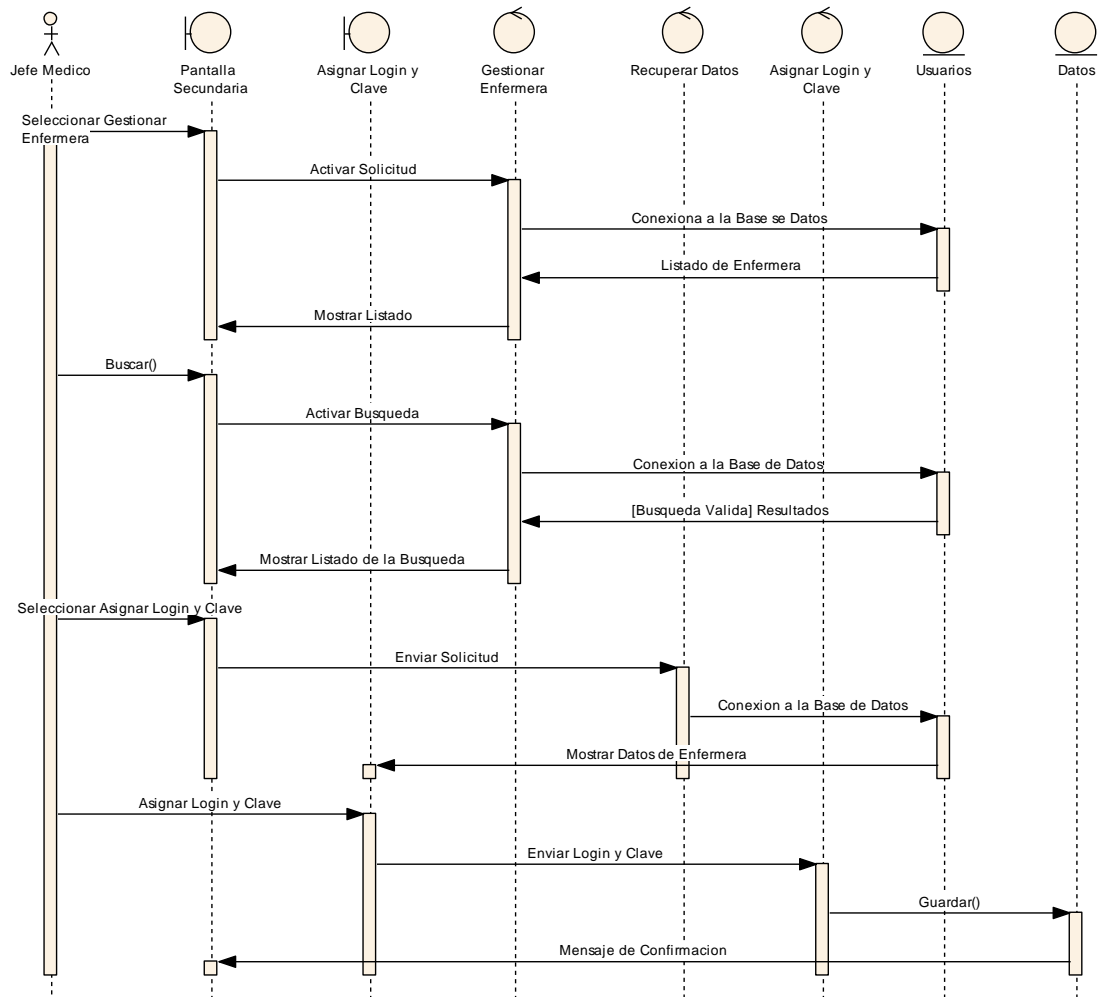 Jefe Medico
Pantalla
Secundaria
Asignar Login y
Clave
Gestionar
Enfermera
Recuperar Datos
Asignar Login y
Clave
Usuarios
Datos
Seleccionar Gestionar
Enfermera
Activar Solicitud
Conexiona a la Base se Datos
Listado de Enfermera
Mostrar Listado
Buscar()
Activar Busqueda
Conexion a la Base de Datos
[Busqueda Valida] Resultados
Mostrar Listado de la Busqueda
Seleccionar Asignar Login y Clave
Enviar Solicitud
Conexion a la Base de Datos
Mostrar Datos de Enfermera
Asignar Login y Clave
Enviar Login y Clave
Guardar()
Mensaje de Confirmacion